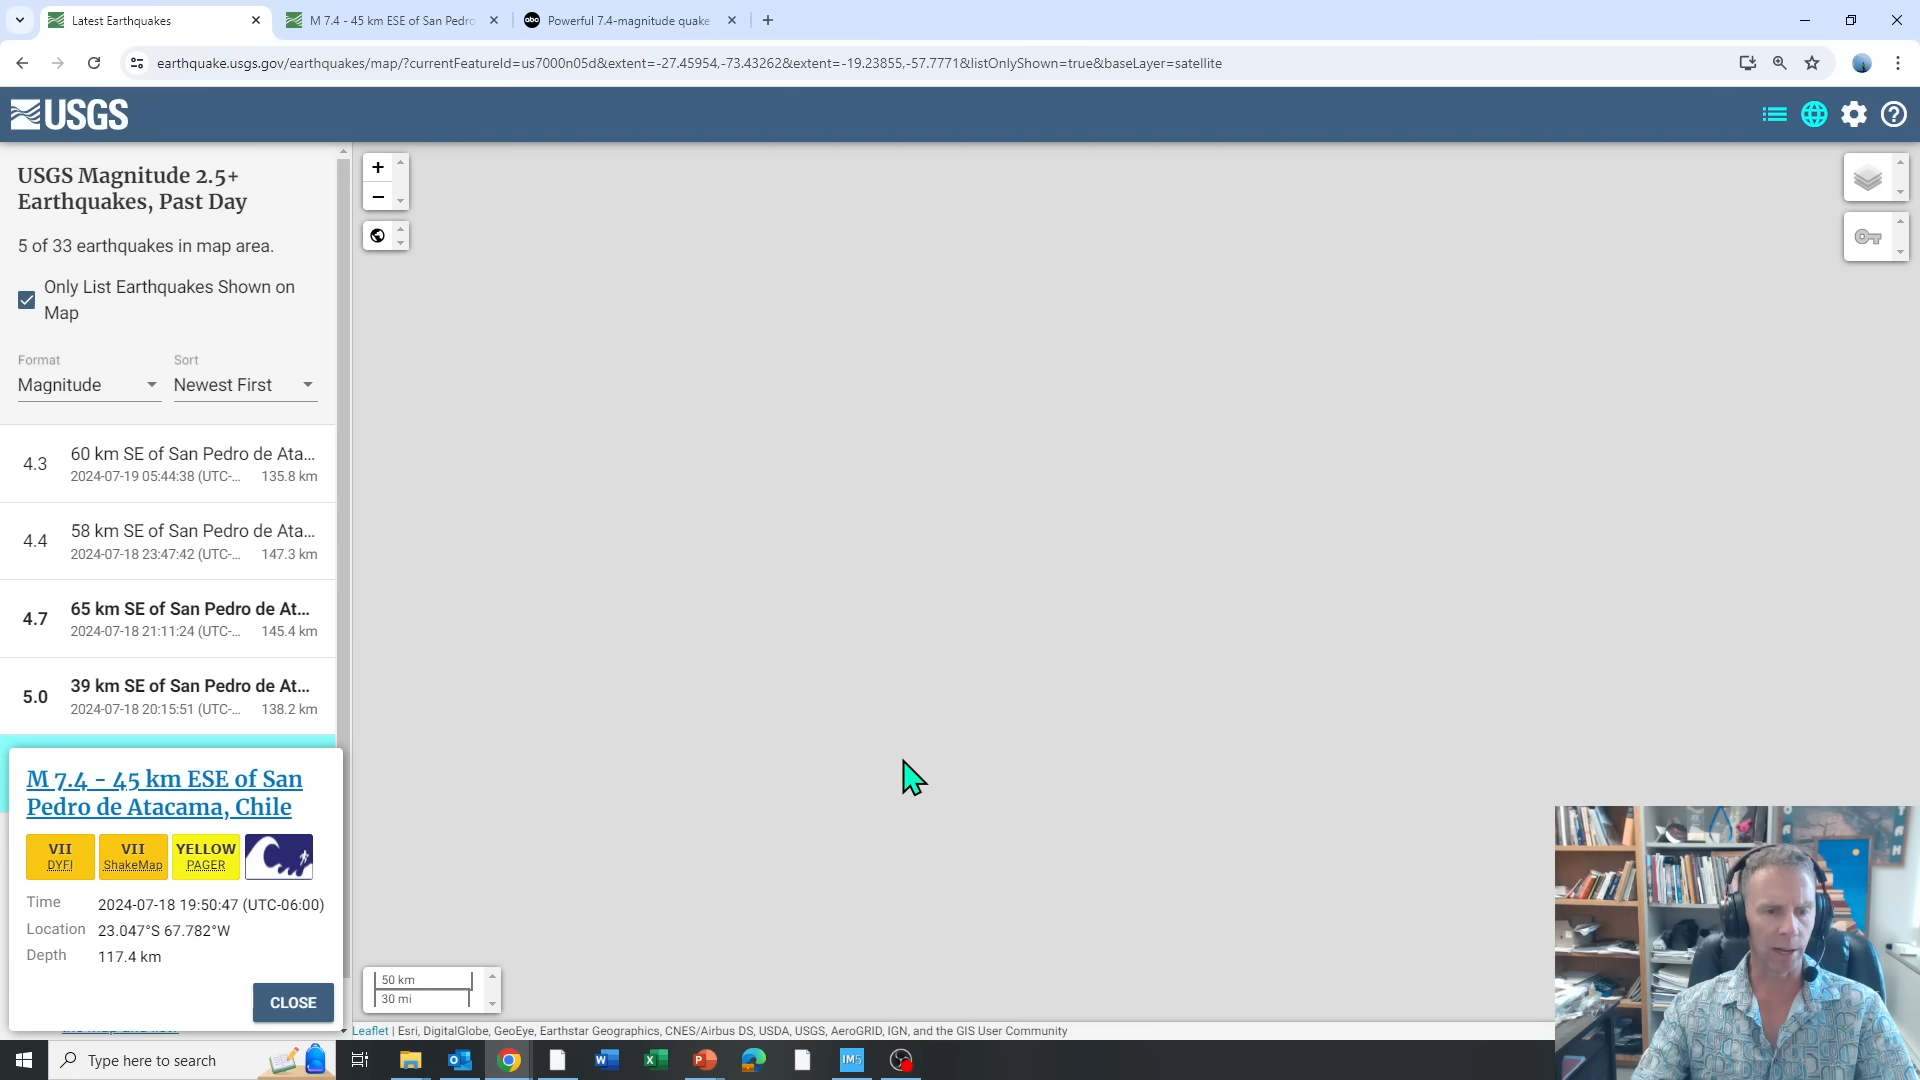 Latest Earthquakes
M 7.4 - 45 km ESE of San Pedro
abc
Powerful 7.4-magnitude quake
earthquake.usgs.gov/earthquakes/map/?currentFeatureId=us7000n05d&extent=-27.45954,-73.43262&extent=-19.23855,-57.7771&listOnlyShown=true&baseLayer=satellite
USGS
USGS Magnitude 2.5+
Earthquakes, Past Day
5 of 33 earthquakes in map area.
Only List Earthquakes Shown on
Map
Format
Sort
Magnitude
Newest First
4.3
60 km SE of San Pedro de Ata...
2024-07-19 05:44:38 (UTC-...
135.8 km
4.4
58 km SE of San Pedro de Ata...
2024-07-18 23:47:42 (UTC-...
147.3 km
4.7
65 km SE of San Pedro de At...
2024-07-18 21:11:24 (UTC-...
145.4 km
5.0
39 km SE of San Pedro de At...
2024-07-18 20:15:51 (UTC-...
138.2 km
M 7.4 - 45 km ESE of San
Pedro de Atacama, Chile
VII
DYFI
VII
ShakeMap
YELLOW
PAGER
Time
2024-07-18 19:50:47 (UTC-06:00)
Location
23.047°S 67.782°W
Depth
117.4 km
CLOSE
50 km
30 mi
Leaflet | Esri, DigitalGlobe, GeoEye, Earthstar Geographics, CNES/Airbus DS, USDA, USGS, AeroGRID, IGN, and the GIS User Community
Type here to search
IM5